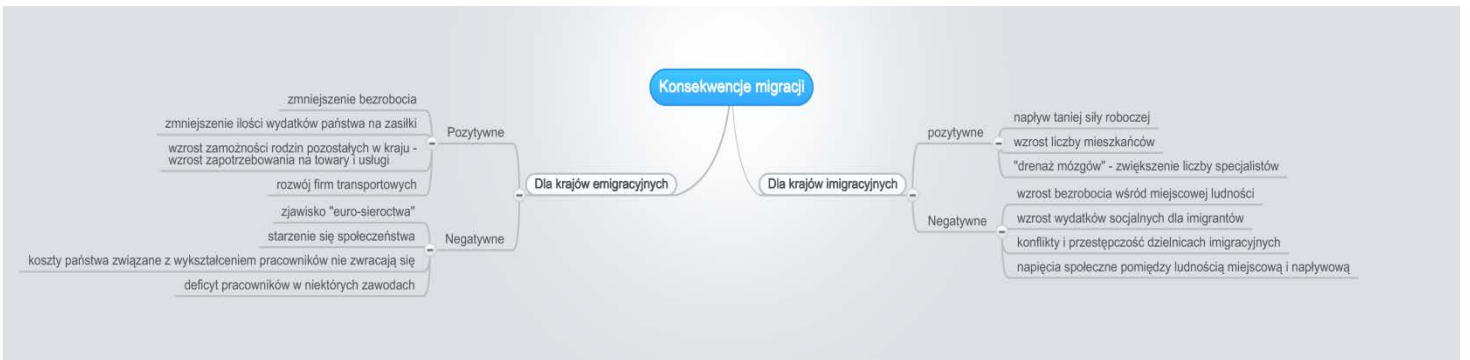 Konsekwencje migracji
Dla krajów emigracyjnych
Pozytywne
zmniejszenie bezrobocia
zmniejszenie ilości wydatków państwa na zasiłki
wzrost zamożności rodzin pozostałych w kraju -
wzrost zapotrzebowania na towary i usługi
rozwój firm transportowych
Negatywne
zjawisko "euro-sieroctwa"
starzenie się społeczeństwa
koszty państwa związane z wykształceniem pracowników nie zwracają się
deficyt pracowników w niektórych zawodach
Dla krajów imigracyjnych
pozytywne
napływ taniej siły roboczej
wzrost liczby mieszkańców
"drenaż mózgów" - zwiększenie liczby specjalistów
Negatywne
wzrost bezrobocia wśród miejscowej ludności
wzrost wydatków socjalnych dla imigrantów
konflikty i przestępczość dzielnicach imigracyjnych
napięcia społeczne pomiędzy ludnością miejscową i napływową